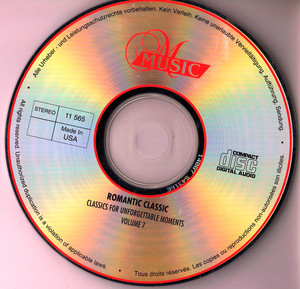 Alle Urheber - und Leistungsschutzrechte vorbehalten. Kein Verleih. Keine unerlaubte Vervielfältigung, Aufführung, Sendung.
MUSIC
STEREO 11 565
Made in
USA
COMPACT
disc
DIGITAL AUDIO
ROMANTIC CLASSIC
CLASSICS FOR UNFORGETTABLE MOMENTS
VOLUME 7
All rights reserved. Unauthorized duplication is a violation of applicable laws.
Tous droits réservés. Les copies ou reproductions non-autorisées non illicites.